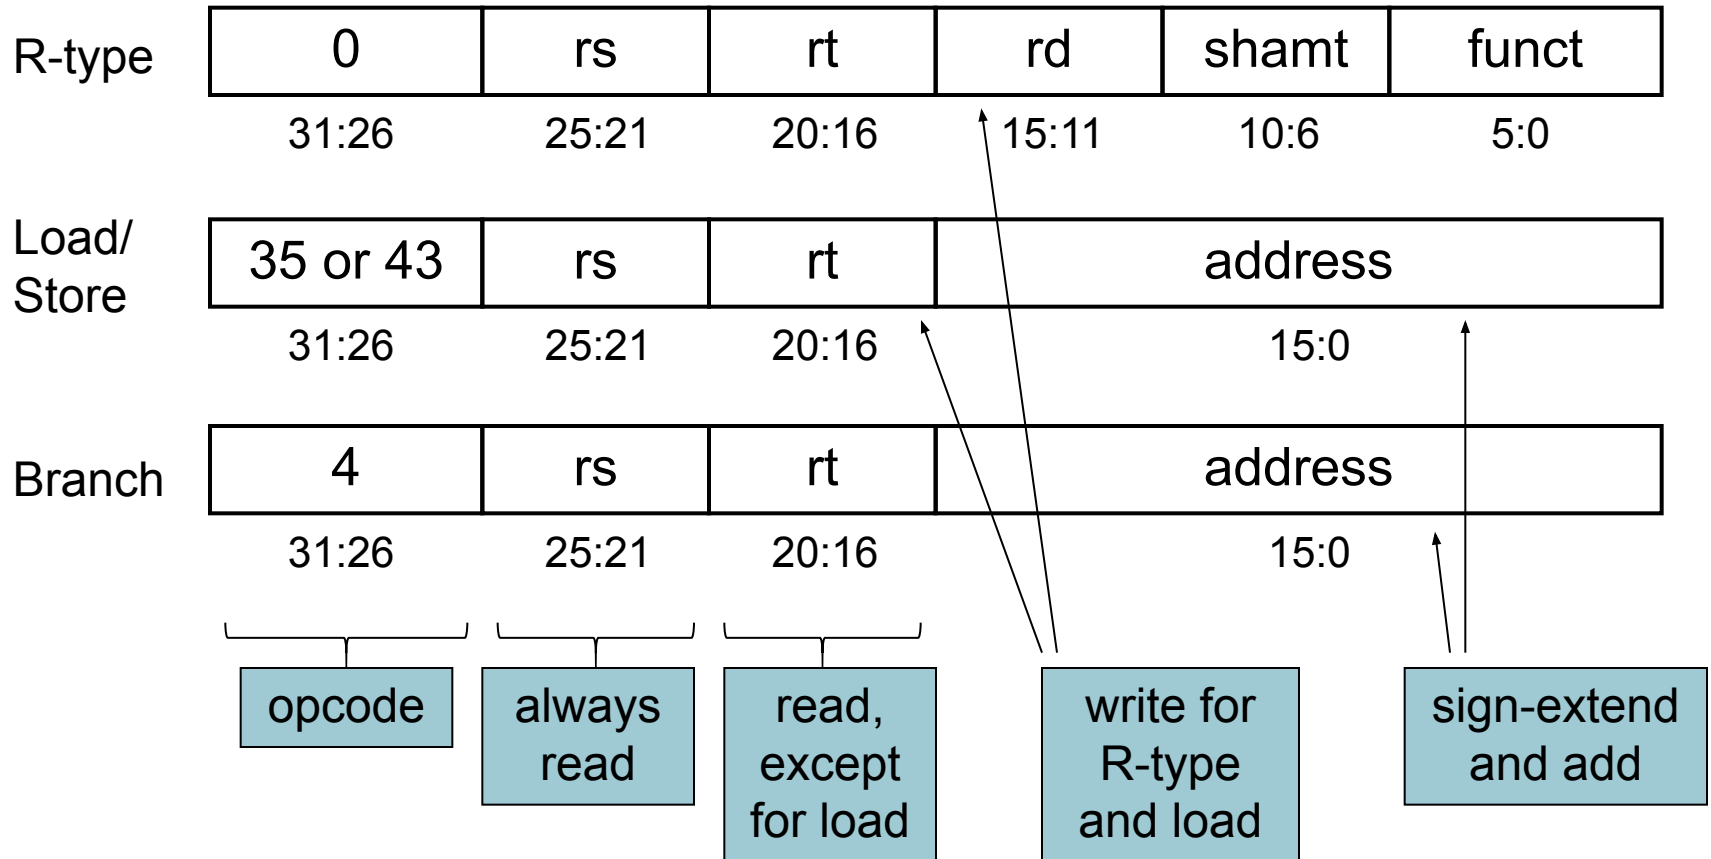 R-type 0 rs rt rd shamt funct
31:26 25:21 20:16 15:11 10:6 5:0
Load/
Store
35 or 43 rs rt address
31:26 25:21 20:16 15:0
Branch 4 rs rt address
31:26 25:21 20:16 15:0
opcode
always
read
read,
except
for load
write for
R-type
and load
sign-extend
and add